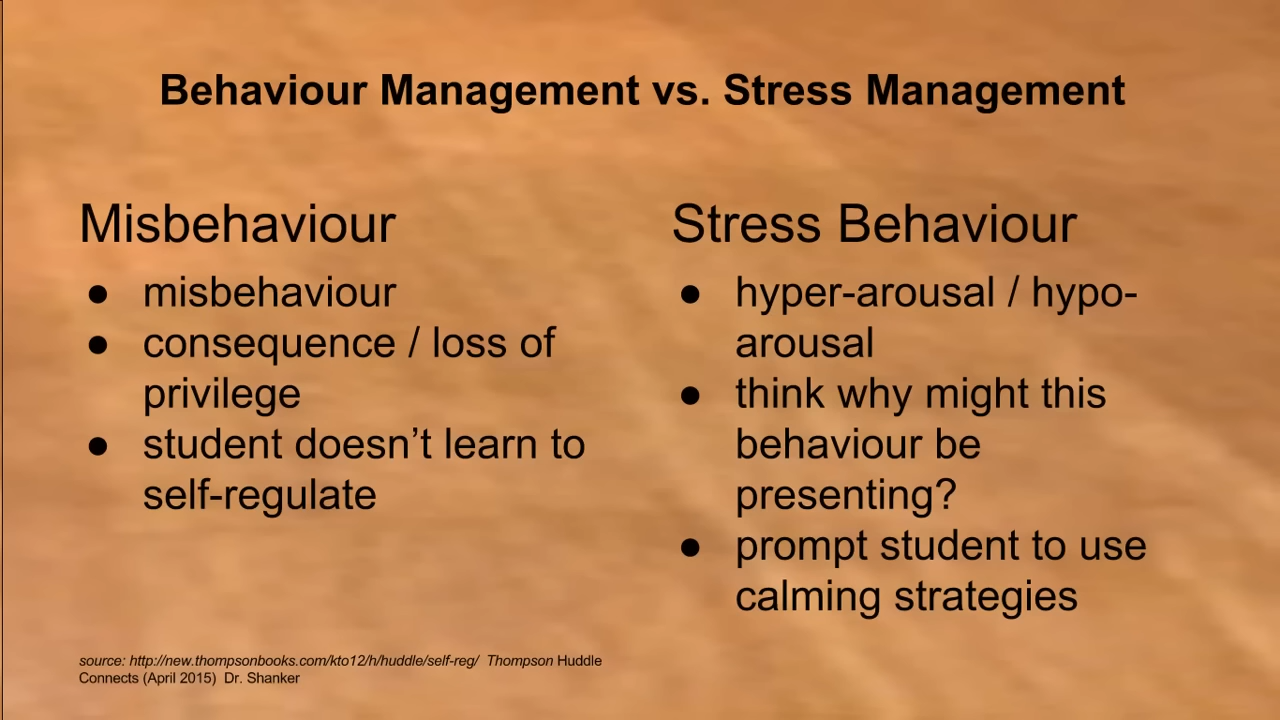 Behaviour Management vs. Stress Management
Misbehaviour
● misbehaviour
● consequence / loss of
privilege
● student doesn’t learn to
self-regulate
Stress Behaviour
● hyper-arousal / hypo-
arousal
● think why might this
behaviour be
presenting?
● prompt student to use
calming strategies
source: http://new.thompsonbooks.com/kto12/h/huddle/self-reg/ Thompson Huddle
Connects (April 2015) Dr. Shanker